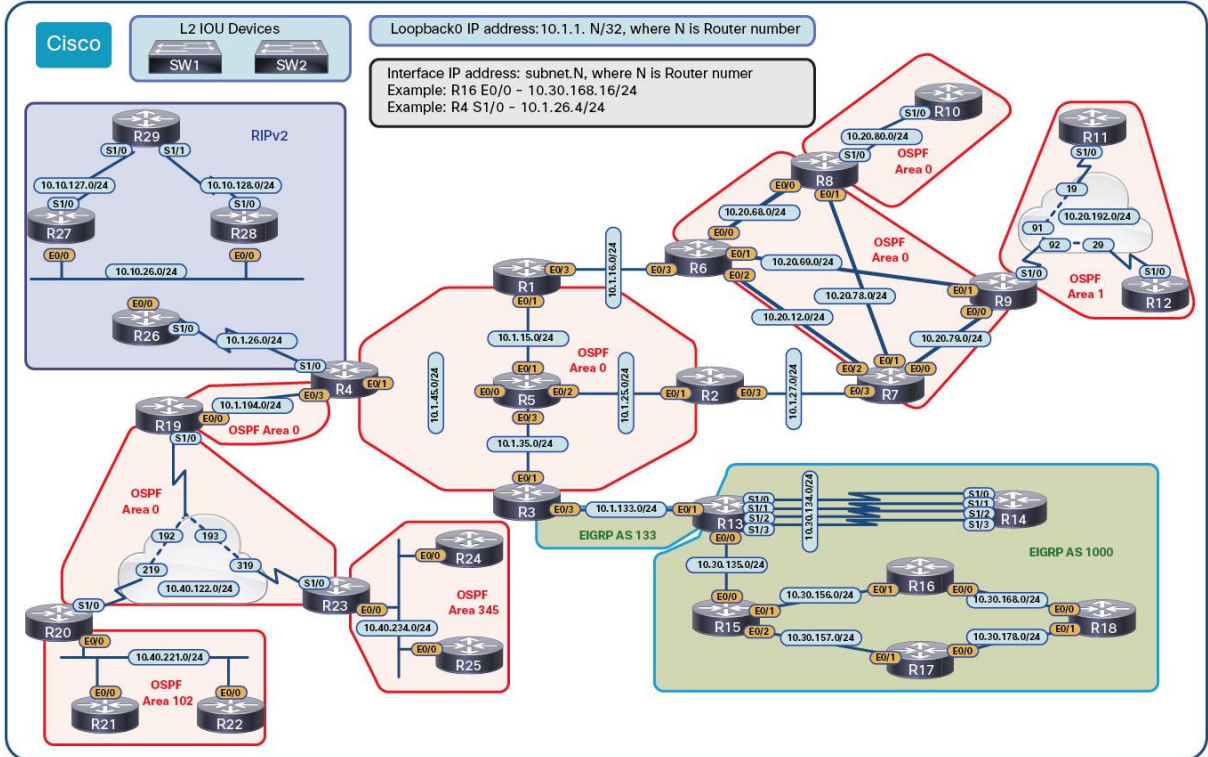 Cisco
L2 IOU Devices
SW1
SW2
Loopback0 IP address:10.1.1. N/32, where N is Router number
Interface IP address: subnet.N, where N is Router numer
Example: R16 E0/0 - 10.30.168.16/24
Example: R4 S1/0 - 10.1.26.4/24
RIPv2
R29
S1/0
S1/1
10.10.127.0/24
10.10.128.0/24
S1/0
S1/0
R27
R28
E0/0
E0/0
10.10.26.0/24
E0/0
R26
S1/0
10.1.26.0/24
S1/0
R4
E0/1
E0/3
10.1.194.0/24
R19
E0/0
S1/0
OSPF Area 0
OSPF
Area 0
192
193
219
319
10.40.122.0/24
S1/0
R20
E0/0
S1/0
R23
E0/0
10.40.221.0/24
OSPF
Area 102
E0/0
E0/0
R21
R22
R24
E0/0
OSPF
Area 345
10.40.234.0/24
E0/0
R25
R1
E0/3
E0/1
10.1.16.0/24
10.1.15.0/24
10.1.45.0/24
OSPF
Area 0
E0/1
E0/0
R5
E0/2
E0/3
10.1.25.0/24
E0/1
R2
E0/3
10.1.27.0/24
10.1.35.0/24
E0/1
R3
E0/3
10.1.133.0/24
E0/1
EIGRP AS 133
R13
S1/0
S1/1
S1/2
S1/3
E0/0
10.30.134.0/24
S1/0
S1/1
S1/2
S1/3
R14
EIGRP AS 1000
10.30.135.0/24
E0/0
R15
E0/1
E0/2
10.30.156.0/24
E0/1
R16
E0/0
10.30.168.0/24
E0/0
R18
E0/1
10.30.157.0/24
E0/1
R17
E0/0
10.30.178.0/24
R10
S1/0
10.20.80.0/24
OSPF
Area 0
S1/0
R8
E0/0
E0/1
10.20.68.0/24
E0/0
E0/3
R6
E0/1
E0/2
OSPF
Area 0
10.20.69.0/24
10.20.78.0/24
10.20.12.0/24
E0/1
R9
S1/0
E0/0
10.20.79.0/24
E0/2
E0/1
E0/0
E0/3
R7
R11
S1/0
19
10.20.192.0/24
91
92
29
S1/0
R12
OSPF
Area 1